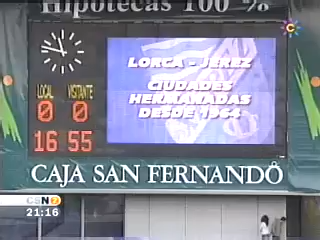 Hipotecas 100 %
LORCA - JEREZ
LOCAL VISITANTE
CIUDADES
HERMANADAS
DESDE 1964
0 0
16 55
CAJA SAN FERNANDO
21:16